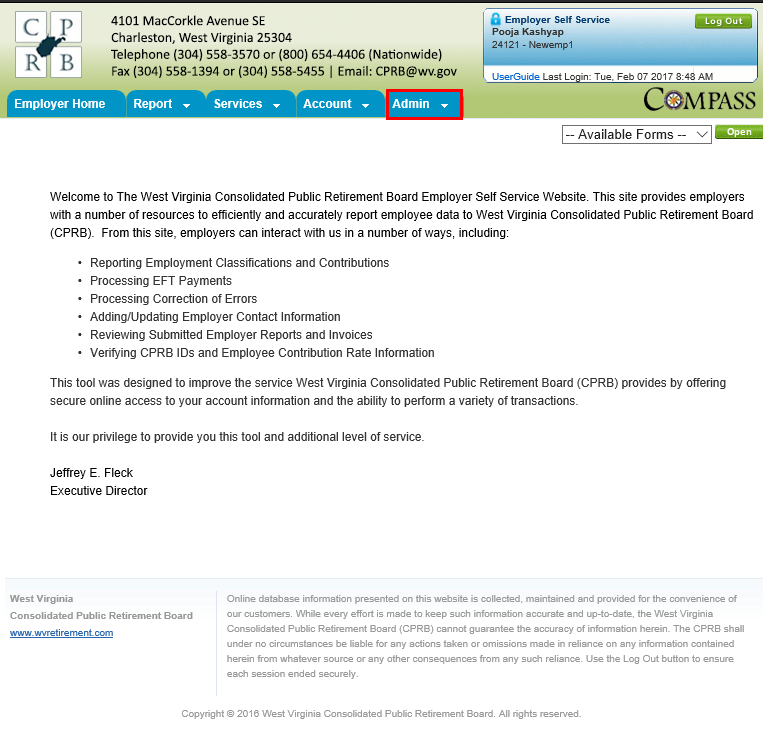 C P
R B
4101 MacCorkle Avenue SE
Charleston, West Virginia 25304
Telephone (304) 558-3570 or (800) 654-4406 (Nationwide)
Fax (304) 558-1394 or (304) 558-5455 | Email: CPRB@wv.gov
Employer Self Service
Log Out
Pooja Kashyap
24121 - Newemp1
UserGuide Last Login: Tue, Feb 07 2017 8:48 AM
COMPASS
Employer Home Report Services Account Admin
-- Available Forms -- Open
Welcome to The West Virginia Consolidated Public Retirement Board Employer Self Service Website. This site provides employers
with a number of resources to efficiently and accurately report employee data to West Virginia Consolidated Public Retirement Board
(CPRB). From this site, employers can interact with us in a number of ways, including:
• Reporting Employment Classifications and Contributions
• Processing EFT Payments
• Processing Correction of Errors
• Adding/Updating Employer Contact Information
• Reviewing Submitted Employer Reports and Invoices
• Verifying CPRB IDs and Employee Contribution Rate Information
This tool was designed to improve the service West Virginia Consolidated Public Retirement Board (CPRB) provides by offering
secure online access to your account information and the ability to perform a variety of transactions.
It is our privilege to provide you this tool and additional level of service.
Jeffrey E. Fleck
Executive Director
West Virginia
Consolidated Public Retirement Board
www.wvretirement.com
Online database information presented on this website is collected, maintained and provided for the convenience of
our customers. While every effort is made to keep such information accurate and up-to-date, the West Virginia
Consolidated Public Retirement Board (CPRB) cannot guarantee the accuracy of information herein. The CPRB shall
under no circumstances be liable for any actions taken or omissions made in reliance on any information contained
herein from whatever source or any other consequences from any such reliance. Use the Log Out button to ensure
each session ended securely.
Copyright © 2016 West Virginia Consolidated Public Retirement Board. All rights reserved.